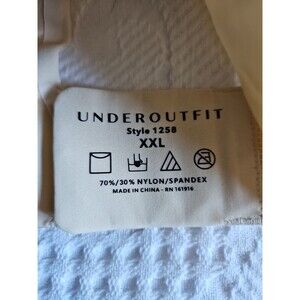 UNDEROUTFIT
Style 1258
XXL
70%/30% NYLON/SPANDEX
MADE IN CHINA - RN 161916